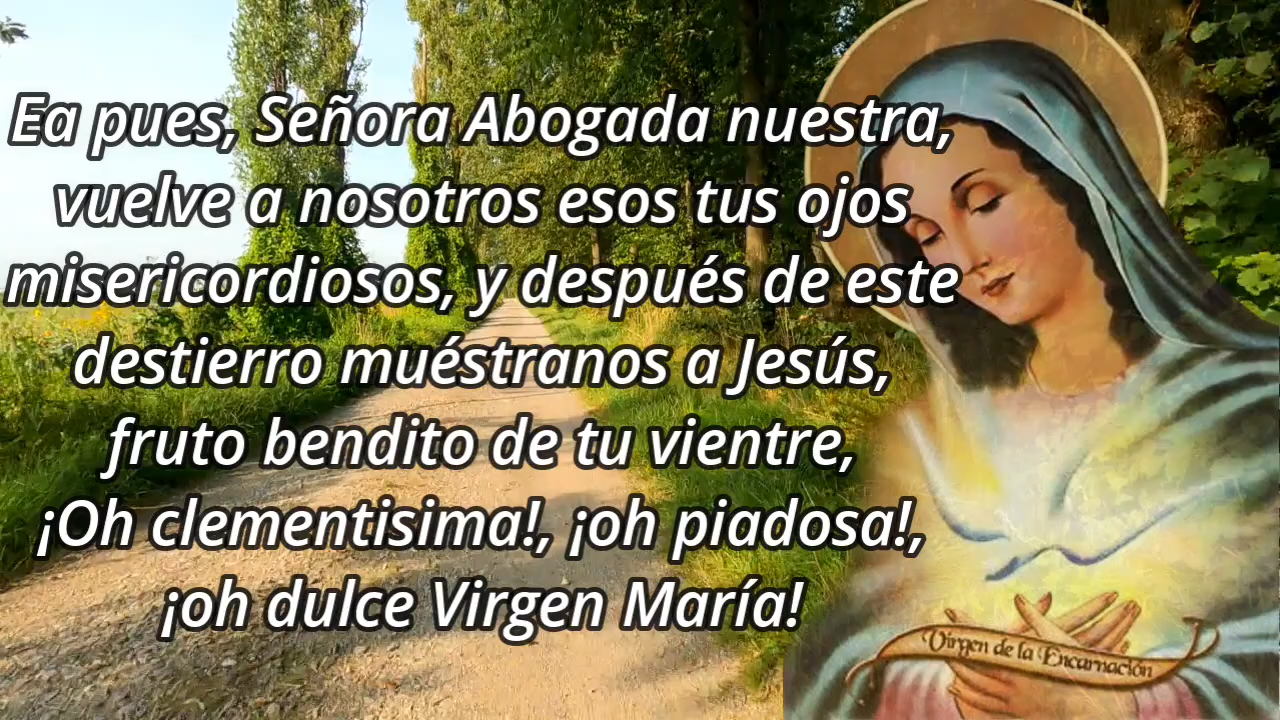 Ea pues, Señora Abogada nuestra,
vuelve a nosotros esos tus ojos
misericordiosos, y después de este
destierro muéstranos a Jesús,
fruto bendito de tu vientre,
¡Oh clementisima!, ¡oh piadosa!,
¡oh dulce Virgen María!
Virgen de la Encarnación